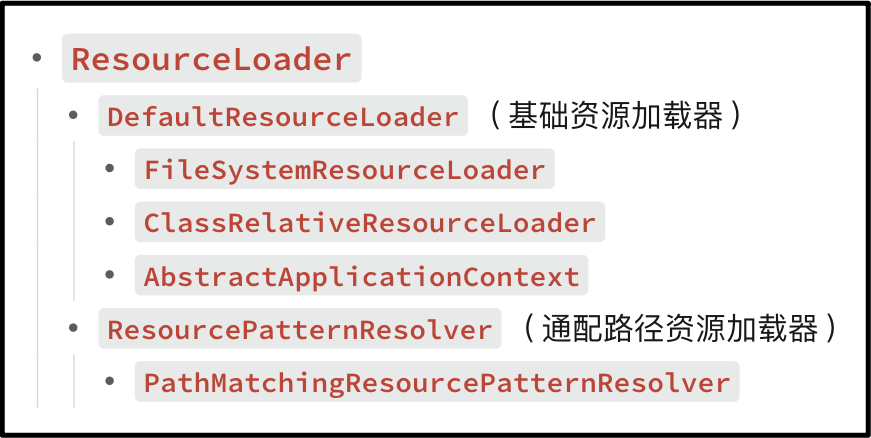 ResourceLoader
DefaultResourceLoader（基础资源加载器）
FileSystemResourceLoader
ClassRelativeResourceLoader
AbstractApplicationContext
ResourcePatternResolver（通配路径资源加载器）
PathMatchingResourcePatternResolver